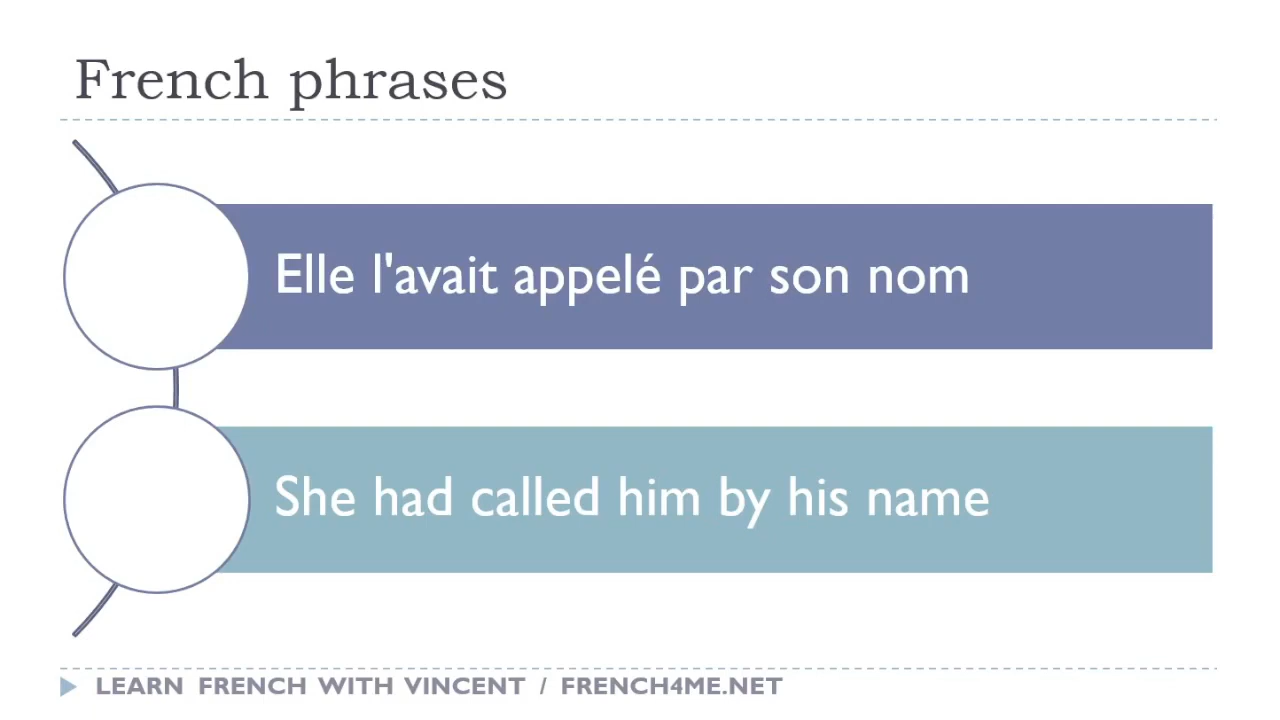 French phrases
Elle l'avait appelé par son nom
She had called him by his name
LEARN FRENCH WITH VINCENT / FRENCH4ME.NET